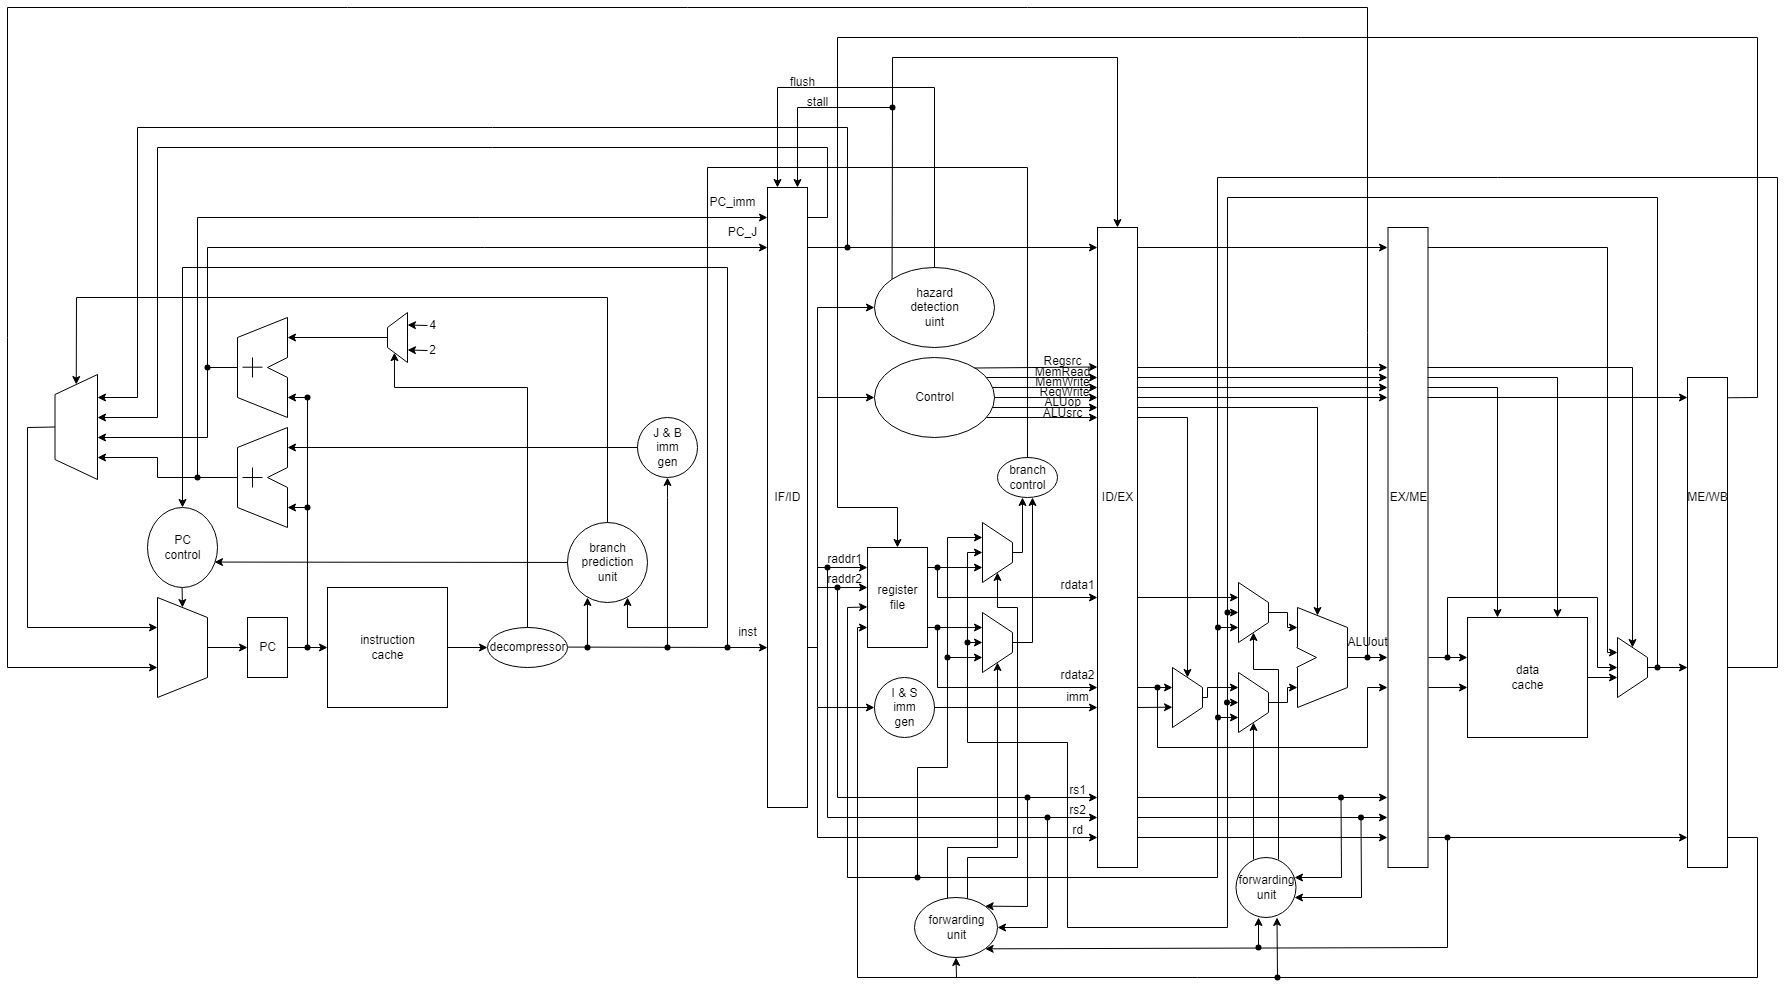 flush
stall
PC_imm
PC_J
4
2
hazard
detection
uint
Regsrc
MemRead
MemWrite
RegWrite
ALUop
ALUsrc
Control
J & B
imm
gen
branch
control
IF/ID
ID/EX
EX/ME
ME/WB
PC
control
branch
prediction
unit
raddr1
raddr2
register
file
rdata1
inst
PC
instruction
cache
decompressor
ALUout
data
cache
rdata2
imm
I & S
imm
gen
rs1
rs2
rd
forwarding
unit
forwarding
unit